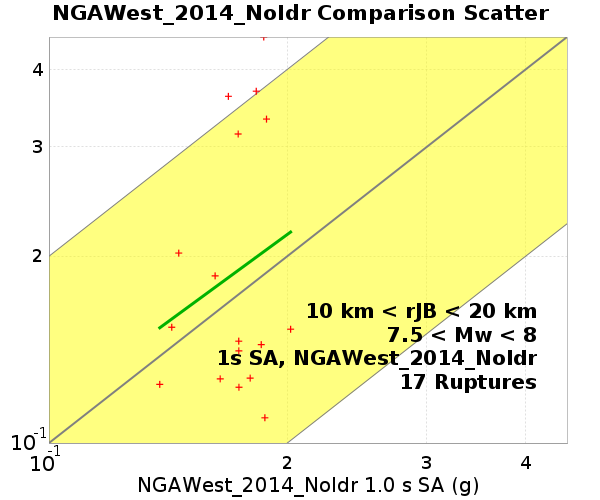 NGAWest_2014_NoIdr Comparison Scatter
4
3
2
10 km < rJB < 20 km
7.5 < Mw < 8
1s SA, NGAWest_2014_NoIdr
17 Ruptures
10-1
10-1 2 3 4
NGAWest_2014_NoIdr 1.0 s SA (g)